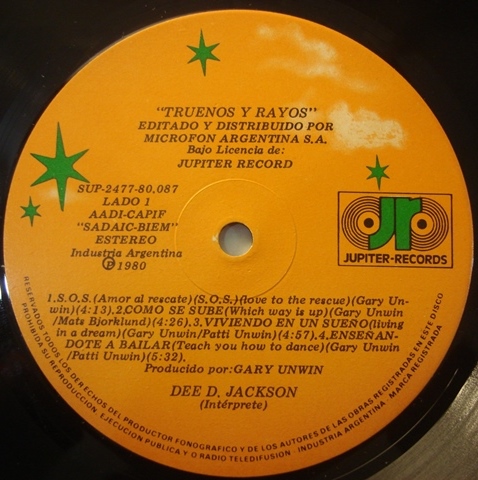 "TRUENOS Y RAYOS"
EDITADO Y DISTRIBUIDO POR
MICROFON ARGENTINA S.A.
Bajo Licencia de:
JUPITER RECORD
SUP-2477-80.087
LADO 1
AADI-CAPIF
"SADAIC-BIEM"
ESTEREO
Industria Argentina
℗ 1980
jr
JUPITER-RECORDS
1.S.O.S.(Amor al rescate)(S.O.S.)(love to the rescue)(Gary Un-
win)(4:13).2,COMO SE SUBE(Which way is up)(Gary Unwin
/Mats Bjorklund)(4:26).3,VIVIENDO EN UN SUEÑO(living
in a dream)(Gary Unwin/Patti Unwin)(4:57).4,ENSEÑAN-
DOTE A BAILAR(Teach you how to dance)(Gary Unwin
/Patti Unwin)(5:32).
Producido por:GARY UNWIN
DEE D. JACKSON
(Intérprete)
RESERVADOS TODOS LOS DERECHOS DEL PRODUCTOR FONOGRAFICO Y DE LOS AUTORES DE LAS OBRAS REGISTRADAS EN ESTE DISCO
PROHIBIDA SU REPRODUCCION EJECUCION PUBLICA Y O RADIO TELEDIFUSION INDUSTRIA ARGENTINA MARCA REGISTRADA